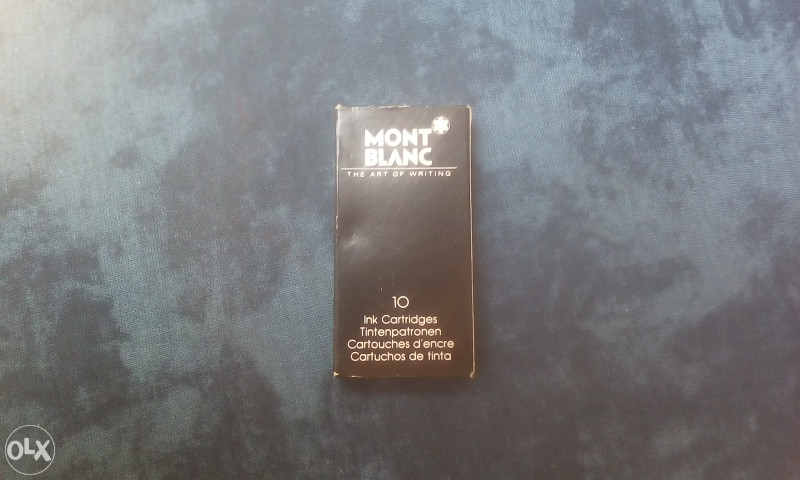 MONT
BLANC
THE ART OF WRITING
10
Ink Cartridges
Tintenpatronen
Cartouches d'encre
Cartuchos de tinta
OLX